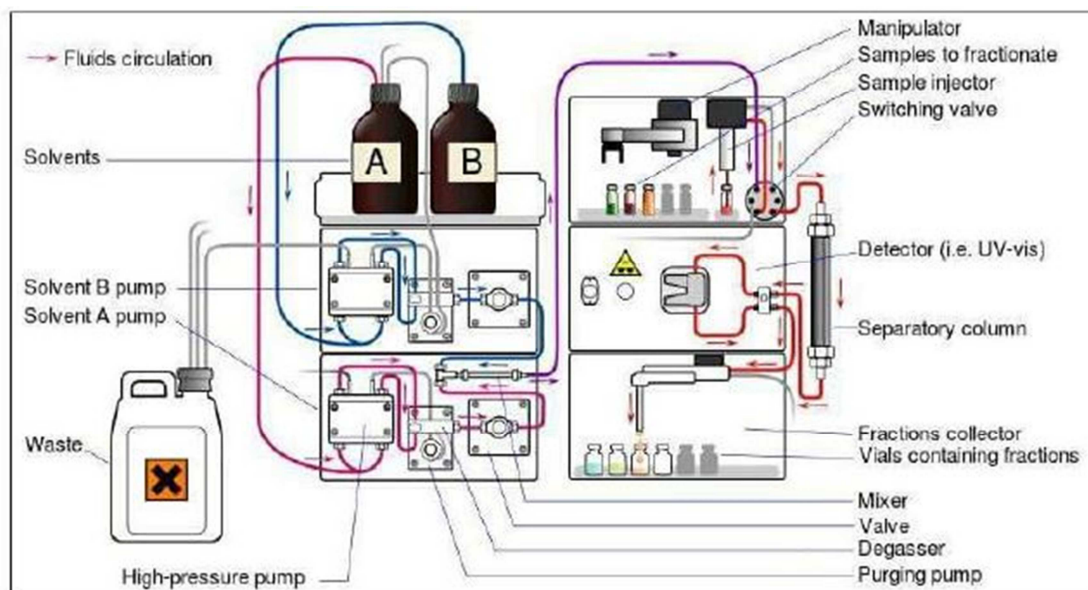 Fluids circulation
Solvents
A
B
Solvent B pump
Solvent A pump
Waste
High-pressure pump
Manipulator
Samples to fractionate
Sample injector
Switching valve
Detector (i.e. UV-vis)
Separatory column
Fractions collector
Vials containing fractions
Mixer
Valve
Degasser
Purging pump